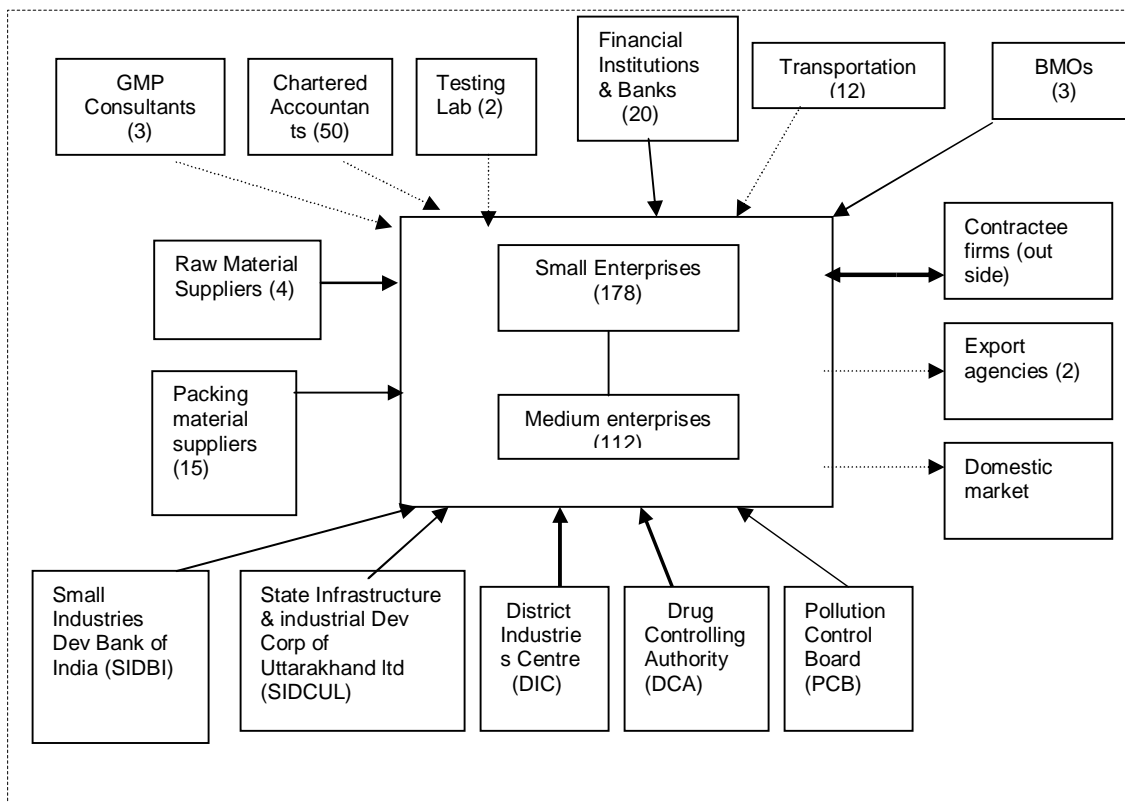 GMP
Consultants
(3)
Chartered
Accountan
ts (50)
Testing
Lab (2)
Financial
Institutions
& Banks
(20)
Transportation
(12)
BMOs
(3)
Raw Material
Suppliers (4)
Small Enterprises
(178)
Contractee
firms (out
side)
Export
agencies (2)
Packing
material
suppliers
(15)
Medium enterprises
(112)
Domestic
market
Small
Industries
Dev Bank of
India (SIDBI)
State Infrastructure
& industrial Dev
Corp of
Uttarakhand ltd
(SIDCUL)
District
Industrie
s Centre
(DIC)
Drug
Controlling
Authority
(DCA)
Pollution
Control
Board
(PCB)